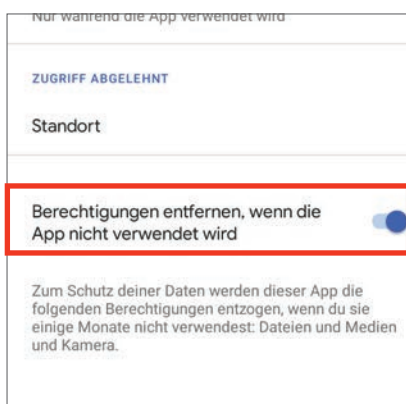 Nur während die App verwendet wird
ZUGRIFF ABGELEHNT
Standort
Berechtigungen entfernen, wenn die
App nicht verwendet wird
Zum Schutz deiner Daten werden dieser App die
folgenden Berechtigungen entzogen, wenn du sie
einige Monate nicht verwendest: Dateien und Medien
und Kamera.